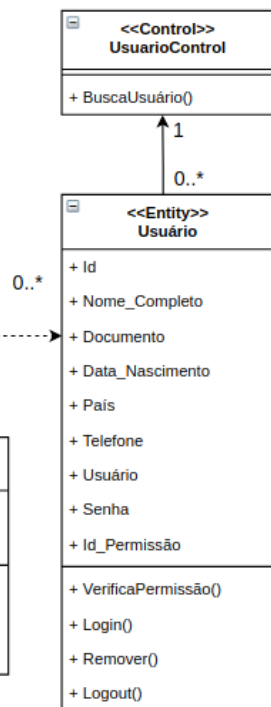 <<Control>>
UsuarioControl
+ BuscaUsuário()
1
0..*
<<Entity>>
Usuário
0..*
+ Id
+ Nome_Completo
+ Documento
+ Data_Nascimento
+ País
+ Telefone
+ Usuário
+ Senha
+ Id_Permissão
+ VerificaPermissão()
+ Login()
+ Remover()
+ Logout()